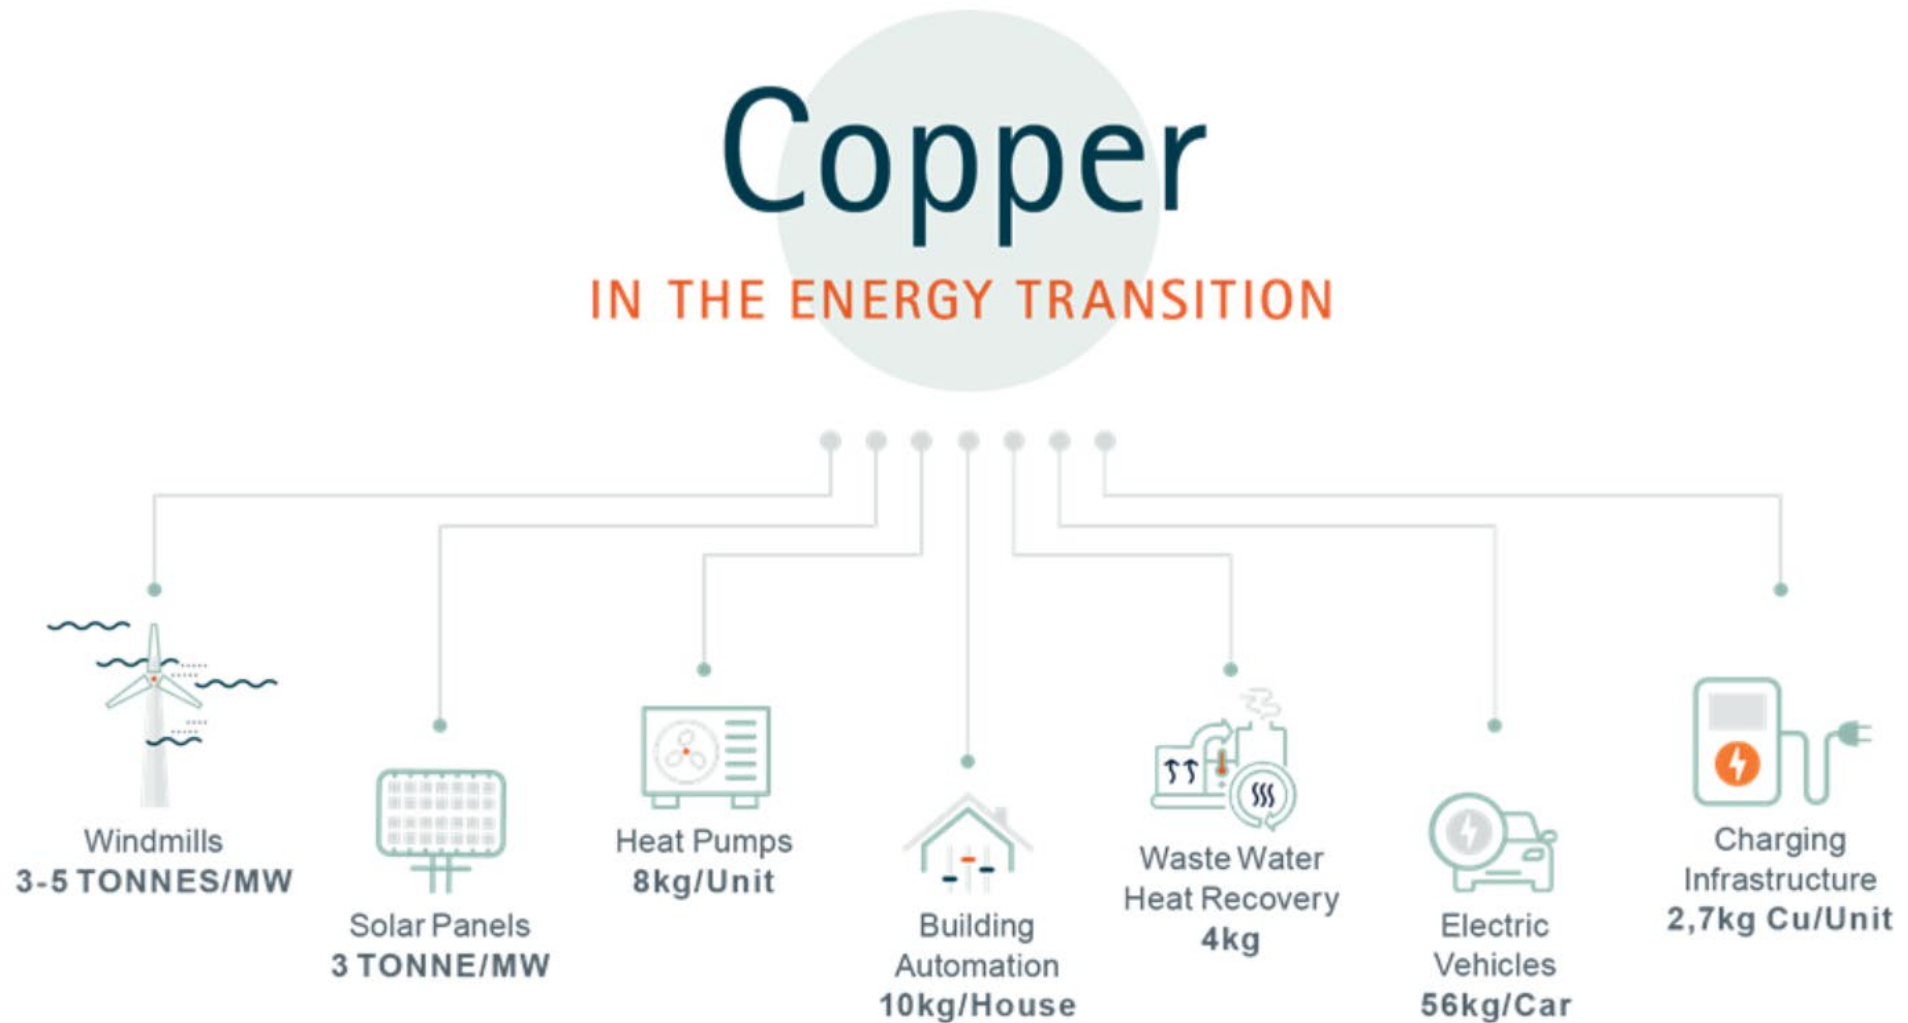 Copper
IN THE ENERGY TRANSITION
Windmills
3-5 TONNES/MW
Solar Panels
3 TONNE/MW
Heat Pumps
8kg/Unit
Building
Automation
10kg/House
Waste Water
Heat Recovery
4kg
Electric
Vehicles
56kg/Car
Charging
Infrastructure
2,7kg Cu/Unit